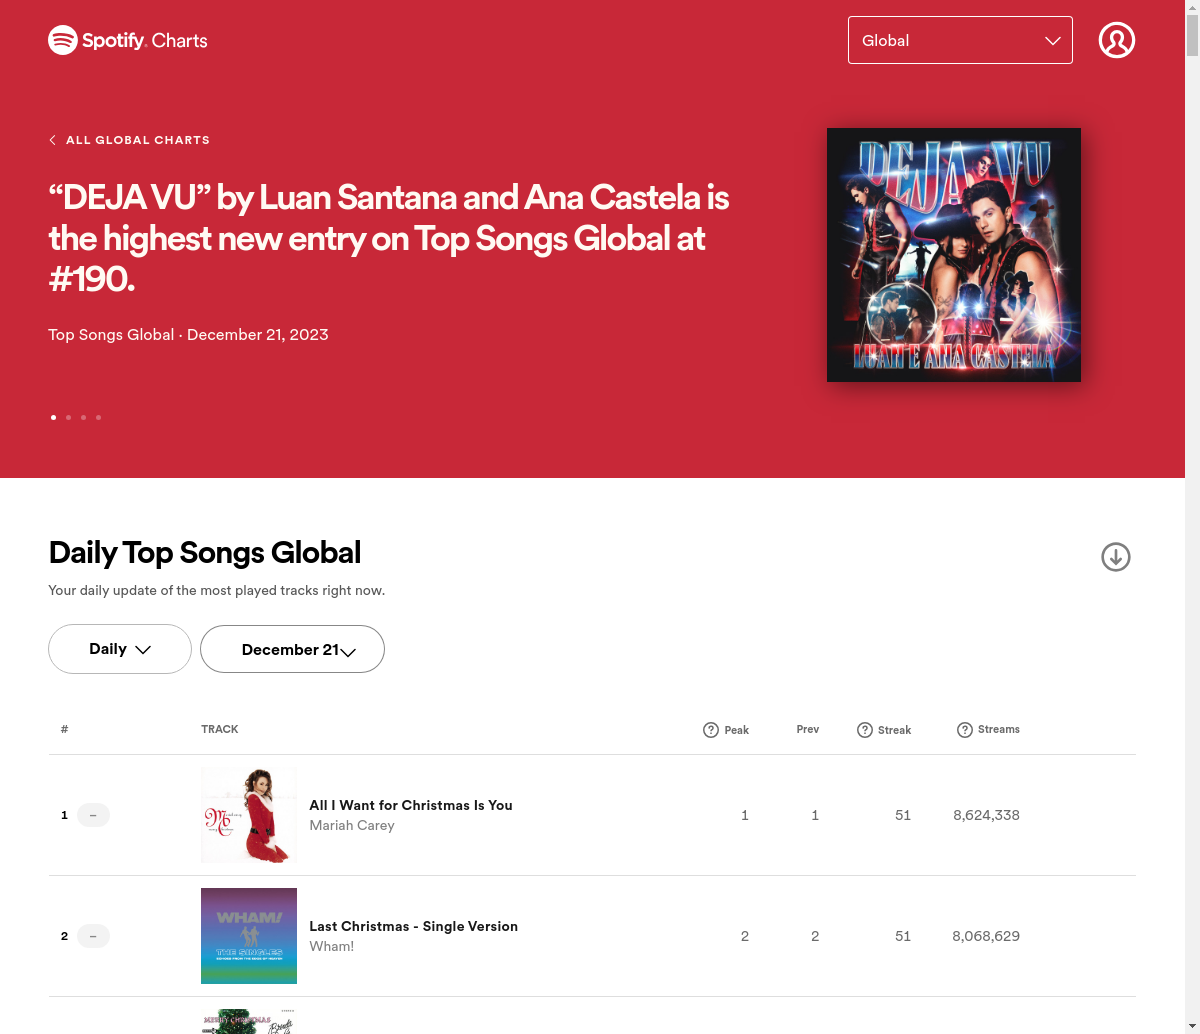 Spotify Charts
Global
ALL GLOBAL CHARTS
“DEJA VU” by Luan Santana and Ana Castela is
the highest new entry on Top Songs Global at
#190.
Top Songs Global · December 21, 2023
DEJA VU
LUAN E ANA CASTELA
Daily Top Songs Global
Your daily update of the most played tracks right now.
Daily
December 21
# TRACK ? Peak Prev ? Streak ? Streams
1 – All I Want for Christmas Is You 1 1 51 8,624,338
Mariah Carey
2 – Last Christmas - Single Version 2 2 51 8,068,629
Wham!
WHAM!
THE SINGLES
MERRY CHRISTMAS